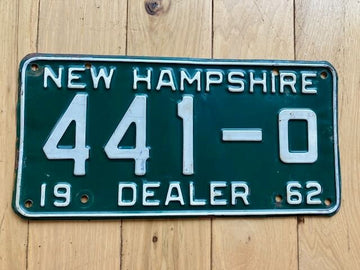 NEW HAMPSHIRE
441-0
19 DEALER 62